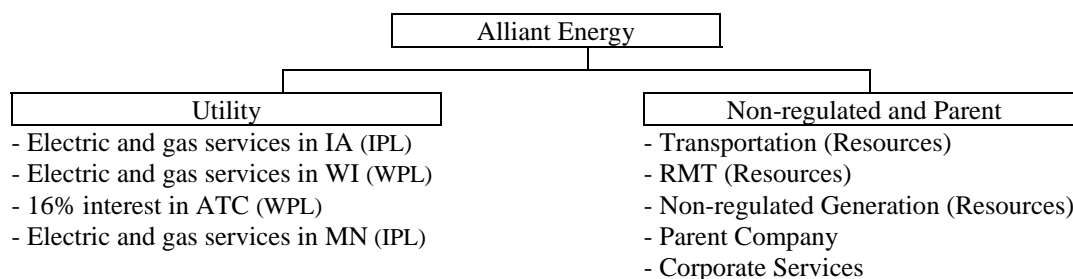 Alliant Energy
Utility
- Electric and gas services in IA (IPL)
- Electric and gas services in WI (WPL)
- 16% interest in ATC (WPL)
- Electric and gas services in MN (IPL)
Non-regulated and Parent
- Transportation (Resources)
- RMT (Resources)
- Non-regulated Generation (Resources)
- Parent Company
- Corporate Services